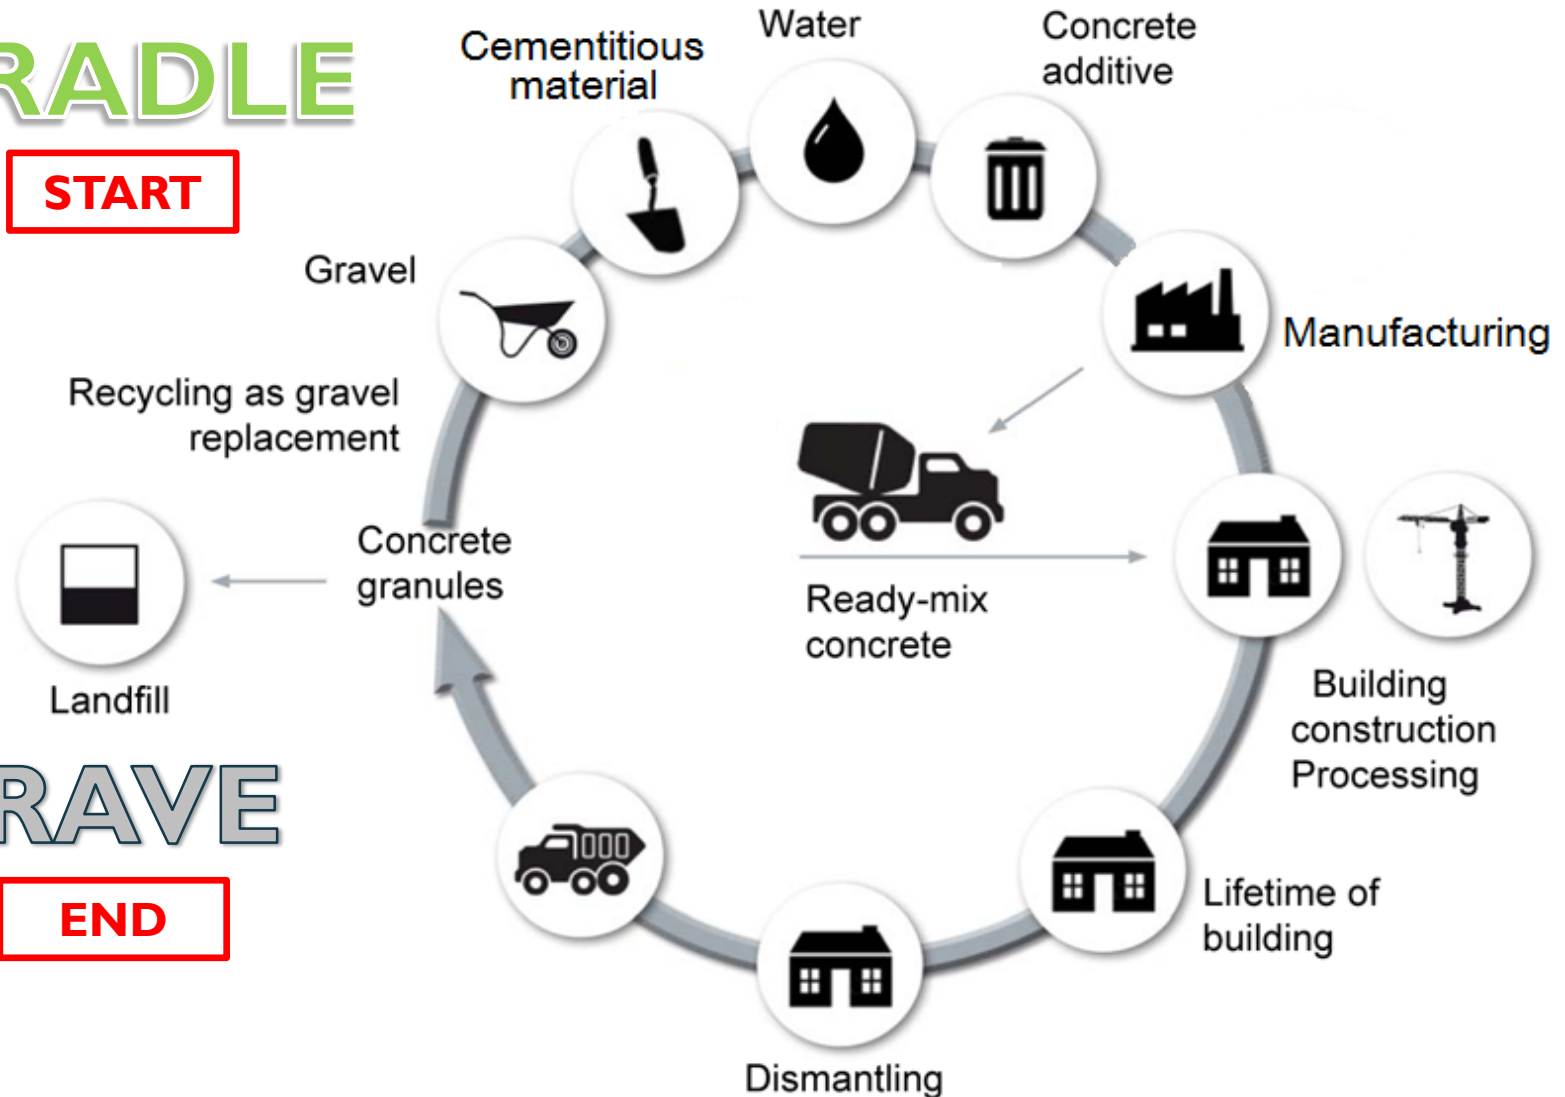 RADLE
START
Water
Concrete
additive
Cementitious
material
Gravel
Manufacturing
Recycling as gravel
replacement
Concrete
granules
Ready-mix
concrete
Landfill
Building
construction
Processing
RAVE
END
Lifetime of
building
Dismantling